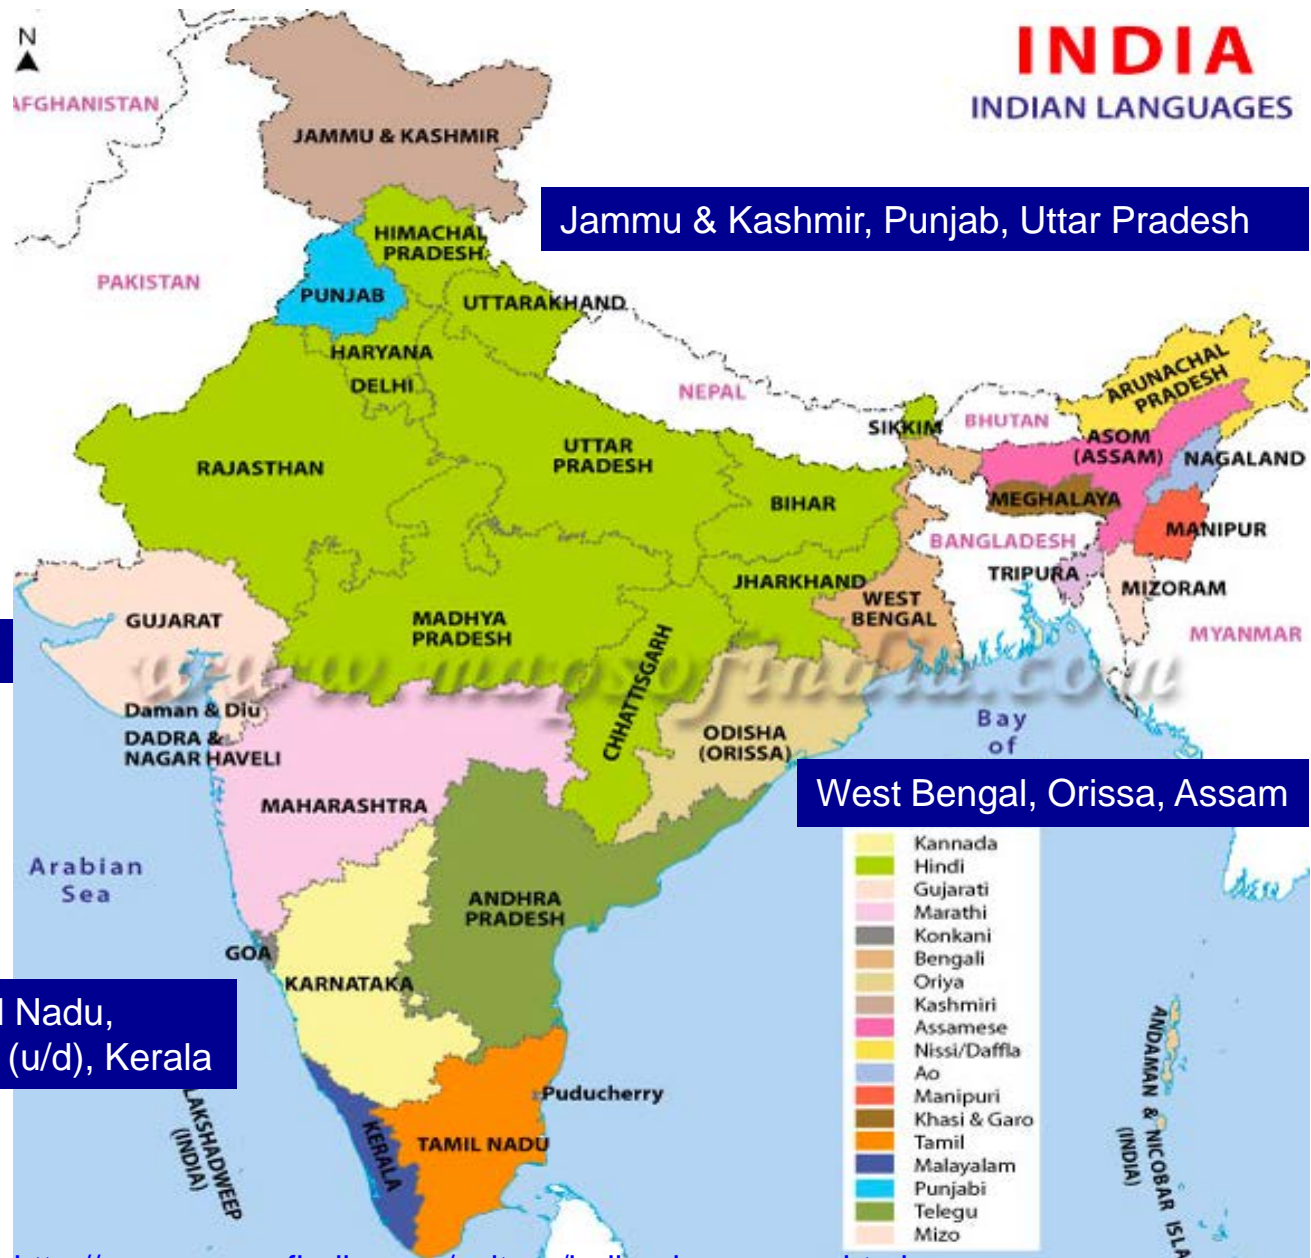 N
INDIA
INDIAN LANGUAGES
AFGHANISTAN
JAMMU & KASHMIR
Jammu & Kashmir, Punjab, Uttar Pradesh
HIMACHAL
PRADESH
PAKISTAN
PUNJAB
UTTARAKHAND
HARYANA
DELHI
NEPAL
ARUNACHAL
PRADESH
SIKKIM
BHUTAN
ASOM
(ASSAM)
NAGALAND
RAJASTHAN
UTTAR
PRADESH
BIHAR
MEGHALAYA
BANGLADESH
MANIPUR
TRIPURA
MIZORAM
JHARKHAND
WEST
BENGAL
MYANMAR
GUJARAT
MADHYA
PRADESH
www.mapsofindia.com
CHHATTISGARH
Daman & Diu
DADRA &
NAGAR HAVELI
ODISHA
(ORISSA)
Bay
of
West Bengal, Orissa, Assam
MAHARASHTRA
Arabian
Sea
ANDHRA
PRADESH
GOA
KARNATAKA
Nadu,
(u/d), Kerala
LAKSHADWEEP
(INDIA)
KERALA
TAMIL NADU
Puducherry
Kannada
Hindi
Gujarati
Marathi
Konkani
Bengali
Oriya
Kashmiri
Assamese
Nissi/Daffla
Ao
Manipuri
Khasi & Garo
Tamil
Malayalam
Punjabi
Telegu
Mizo
ANDAMAN & NICOBAR ISLA
(INDIA)